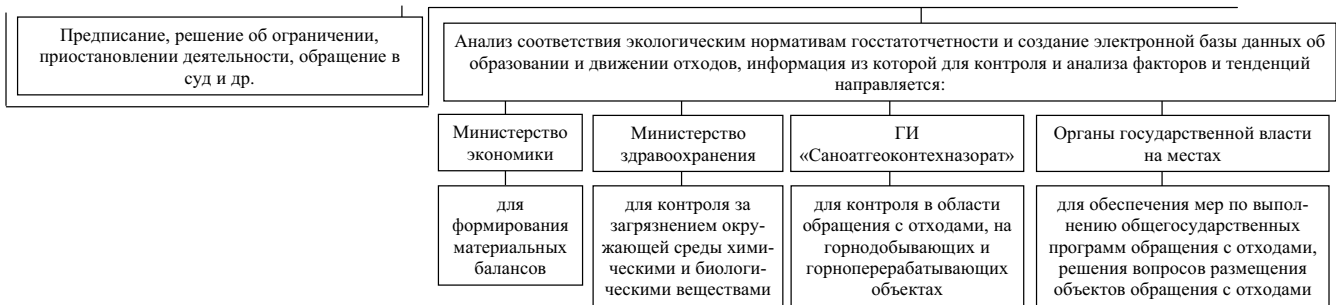 Предписание, решение об ограничении,
приостановлении деятельности, обращение в
суд и др.
Анализ соответствия экологическим нормативам госстатотчетности и создание электронной базы данных об
образовании и движении отходов, информация из которой для контроля и анализа факторов и тенденций
направляется:
Министерство
экономики
Министерство
здравоохранения
ГИ
«Саноатгеоконтехназорат»
Органы государственной власти
на местах
для
формирования
материальных
балансов
для контроля за
загрязнением окру-
жающей среды хими-
ческими и биологи-
ческими веществами
для контроля в области
обращения с отходами, на
горнодобывающих и
горноперерабатывающих
объектах
для обеспечения мер по выпол-
нению общегосударственных
программ обращения с отходами,
решения вопросов размещения
объектов обращения с отходами